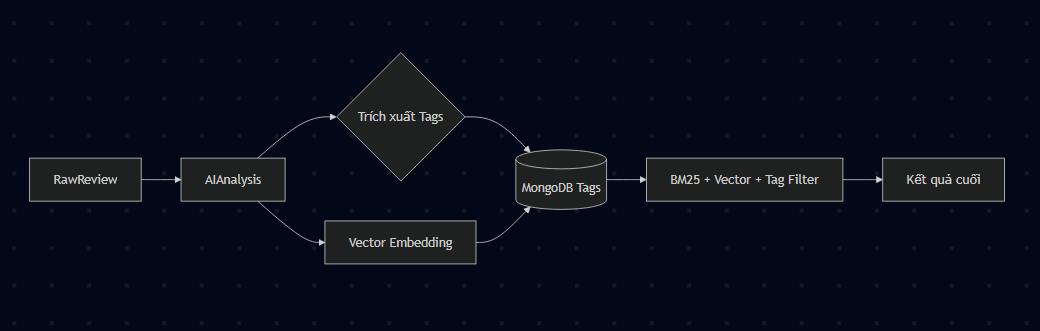 RawReview
AIAnalysis
Trích xuất Tags
Vector Embedding
MongoDB Tags
BM25 + Vector + Tag Filter
Kết quả cuối